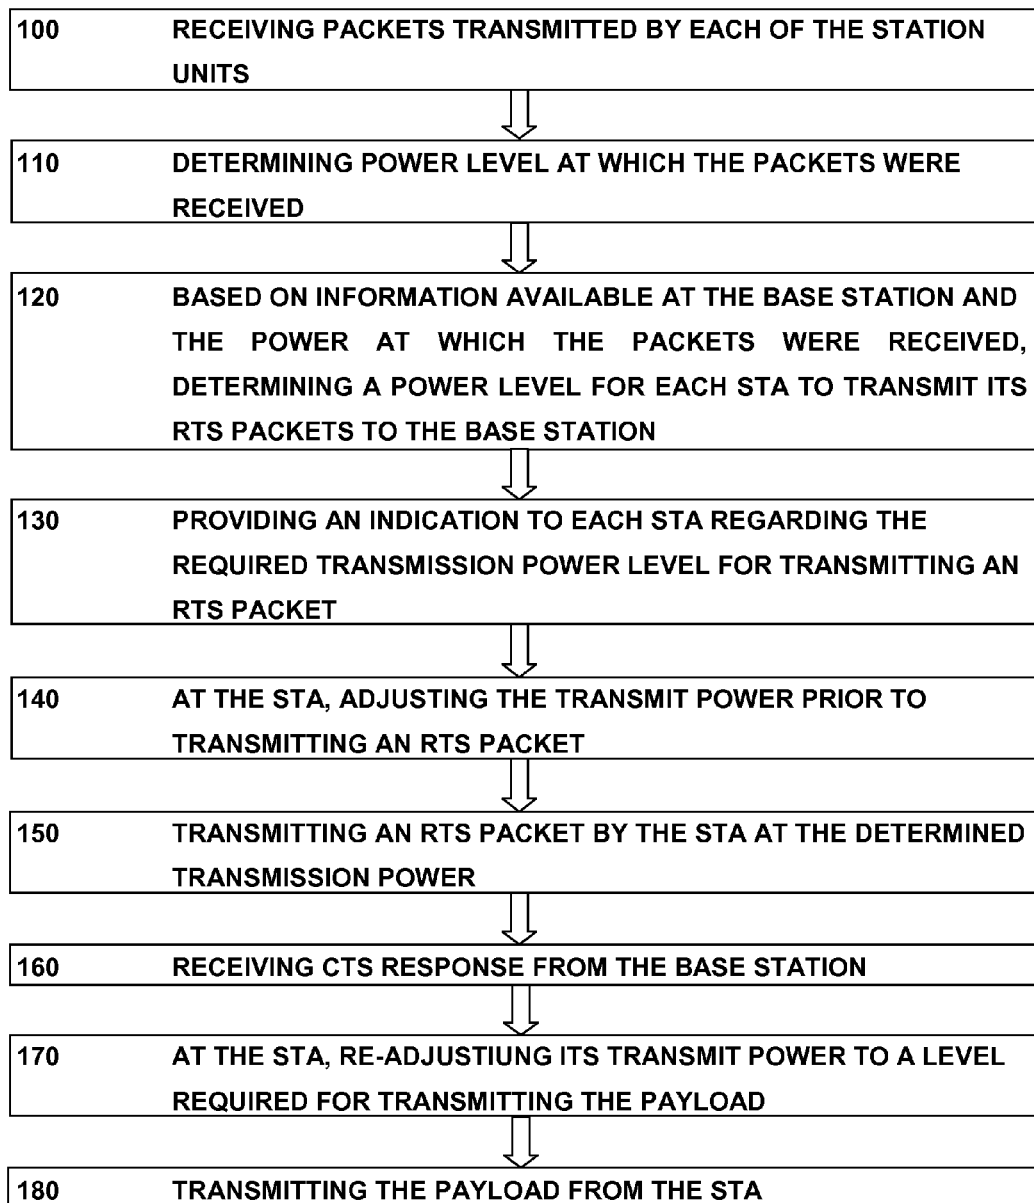 100 RECEIVING PACKETS TRANSMITTED BY EACH OF THE STATION
UNITS
110 DETERMINING POWER LEVEL AT WHICH THE PACKETS WERE
RECEIVED
120 BASED ON INFORMATION AVAILABLE AT THE BASE STATION AND
THE POWER AT WHICH THE PACKETS WERE RECEIVED,
DETERMINING A POWER LEVEL FOR EACH STA TO TRANSMIT ITS
RTS PACKETS TO THE BASE STATION
130 PROVIDING AN INDICATION TO EACH STA REGARDING THE
REQUIRED TRANSMISSION POWER LEVEL FOR TRANSMITTING AN
RTS PACKET
140 AT THE STA, ADJUSTING THE TRANSMIT POWER PRIOR TO
TRANSMITTING AN RTS PACKET
150 TRANSMITTING AN RTS PACKET BY THE STA AT THE DETERMINED
TRANSMISSION POWER
160 RECEIVING CTS RESPONSE FROM THE BASE STATION
170 AT THE STA, RE-ADJUSTIUNG ITS TRANSMIT POWER TO A LEVEL
REQUIRED FOR TRANSMITTING THE PAYLOAD
180 TRANSMITTING THE PAYLOAD FROM THE STA